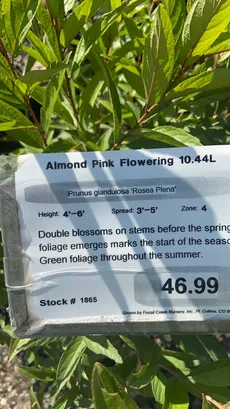 Almond Pink Flowering 10.44L
Prunus glandulosa 'Rosea Plena'
Height: 4'-6' Spread: 3'-5' Zone: 4
Double blossoms on stems before the spring
foliage emerges marks the start of the seaso
Green foliage throughout the summer.
46.99
Stock # 1865
Grown by Creek Nursery, Inc. Ft. Collins, CO 8